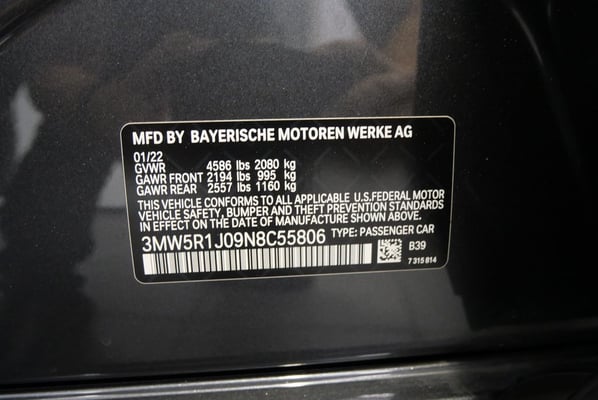 MFD BY BAYERISCHE MOTOREN WERKE AG
01/22
GVWR 4586 lbs 2080 kg
GAWR FRONT 2194 lbs 995 kg
GAWR REAR 2557 lbs 1160 kg
THIS VEHICLE CONFORMS TO ALL APPLICABLE U.S.FEDERAL MOTOR
VEHICLE SAFETY, BUMPER AND THEFT PREVENTION STANDARDS
IN EFFECT ON THE DATE OF MANUFACTURE SHOWN ABOVE.
3MW5R1J09N8C55806 TYPE: PASSENGER CAR
B39
7 315 814